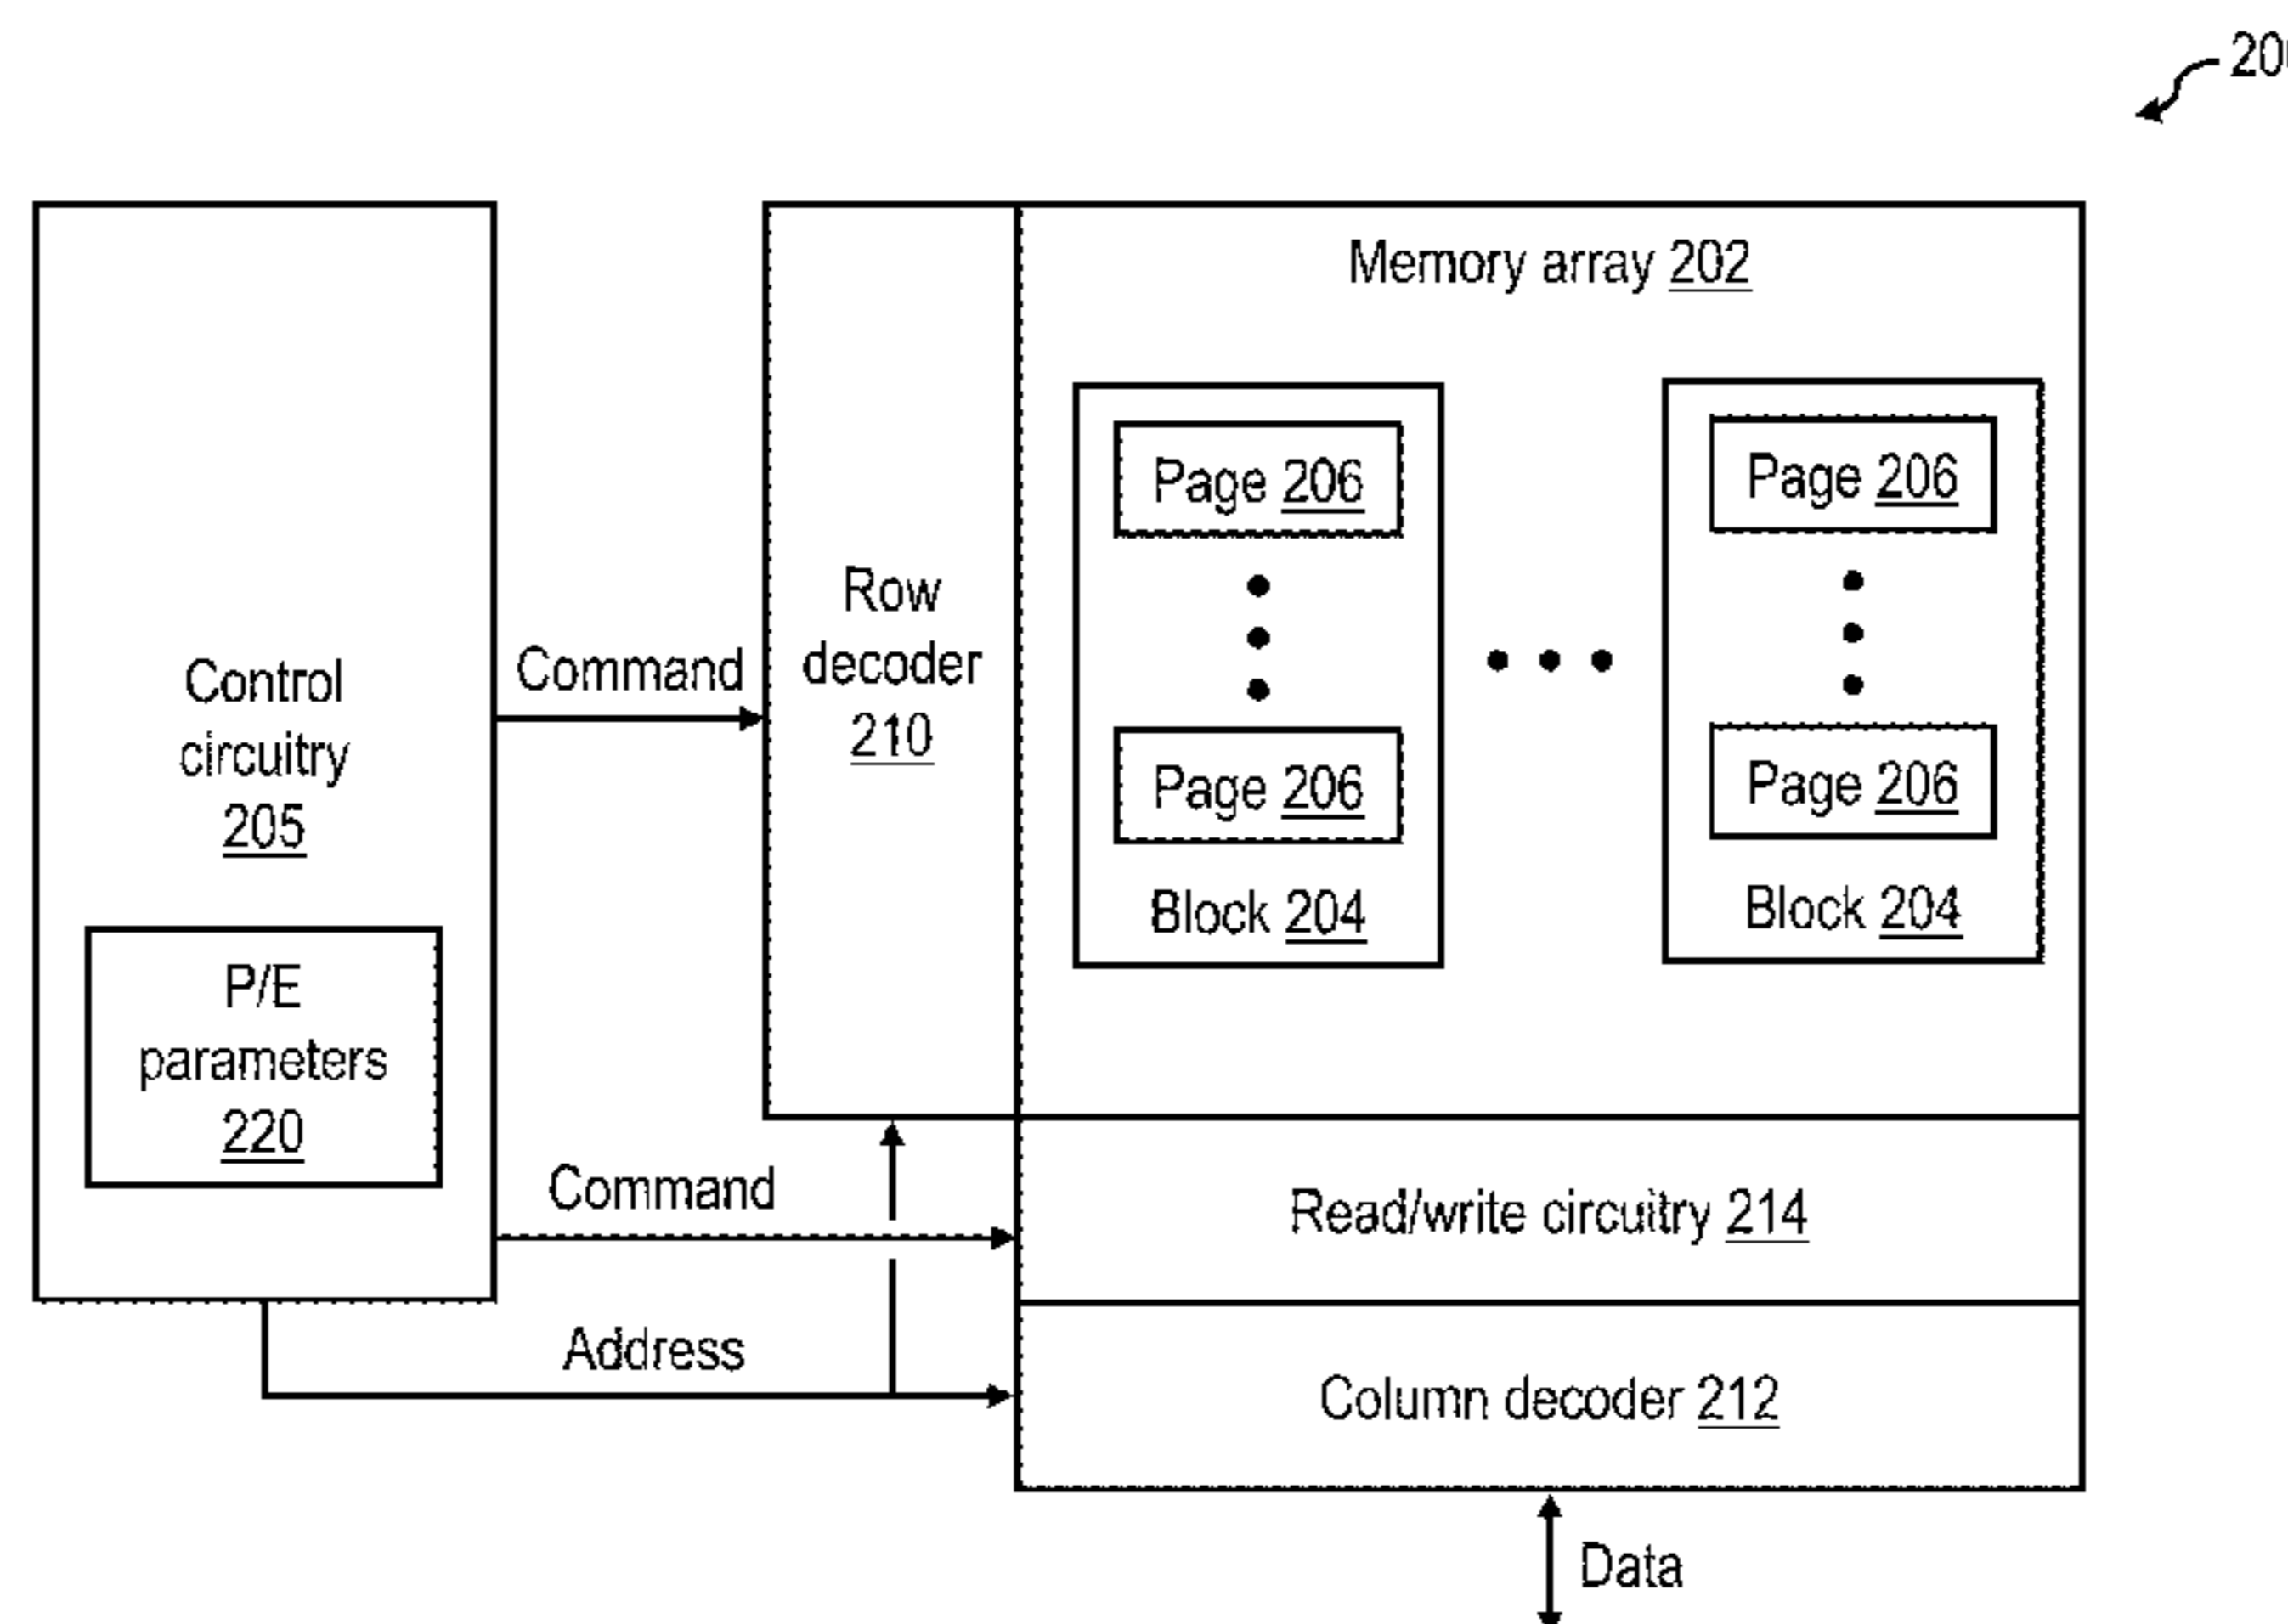 Memory array 202
Page 206
Page 206
Row
decoder
210
Control
circuitry
205
Command
Page 206
Page 206
Block 204
Block 204
P/E
parameters
220
Command
Read/write circuitry 214
Address
Column decoder 212
Data